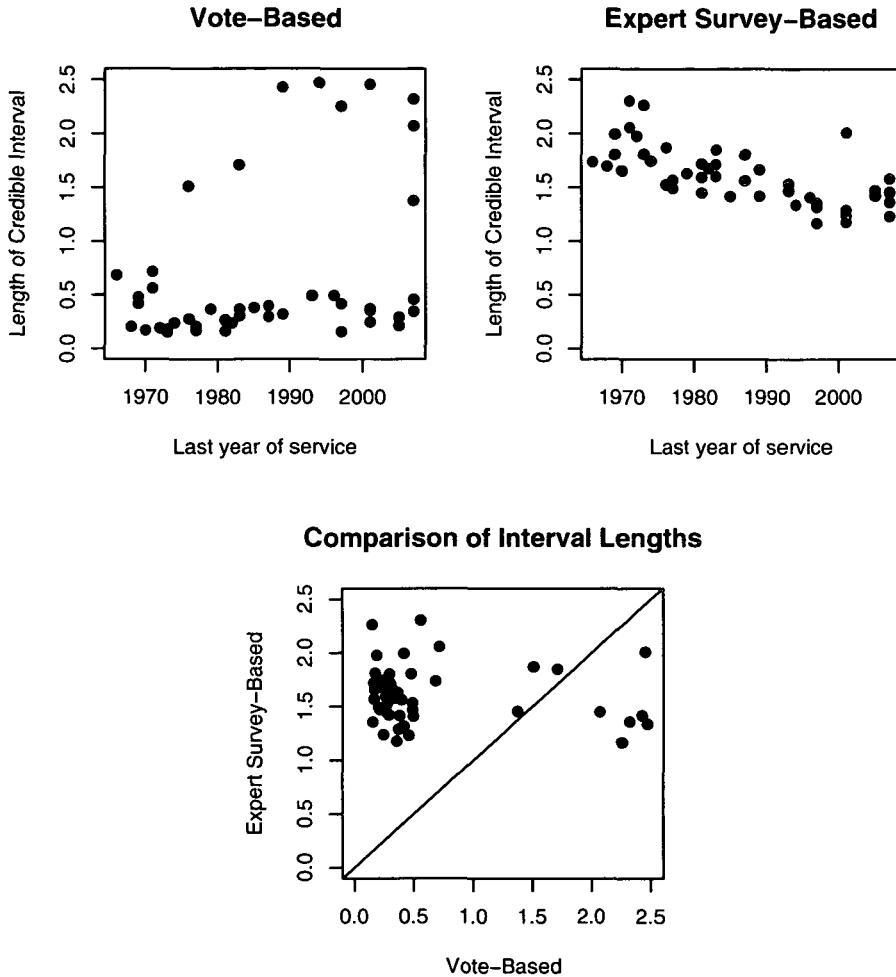 Vote–Based
Length of Credible Interval
2.5
2.0
1.5
1.0
0.5
0.0
1970 1980 1990 2000
Last year of service
Expert Survey–Based
Length of Credible Interval
2.5
2.0
1.5
1.0
0.5
0.0
1970 1980 1990 2000
Last year of service
Comparison of Interval Lengths
Expert Survey–Based
2.5
2.0
1.5
1.0
0.5
0.0
0.0 0.5 1.0 1.5 2.0 2.5
Vote–Based